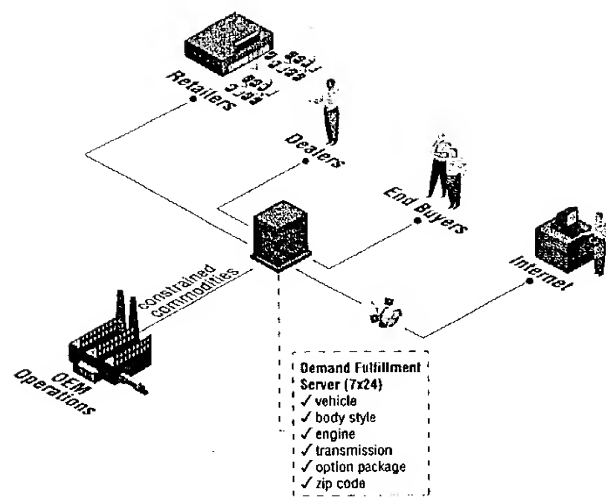 Retailers
Dealers
End Buyers
Internet
constrained
commodities
OEM
Operations
Demand Fulfillment
Server (7x24)
✓ vehicle
✓ body style
✓ engine
✓ transmission
✓ option package
✓ zip code